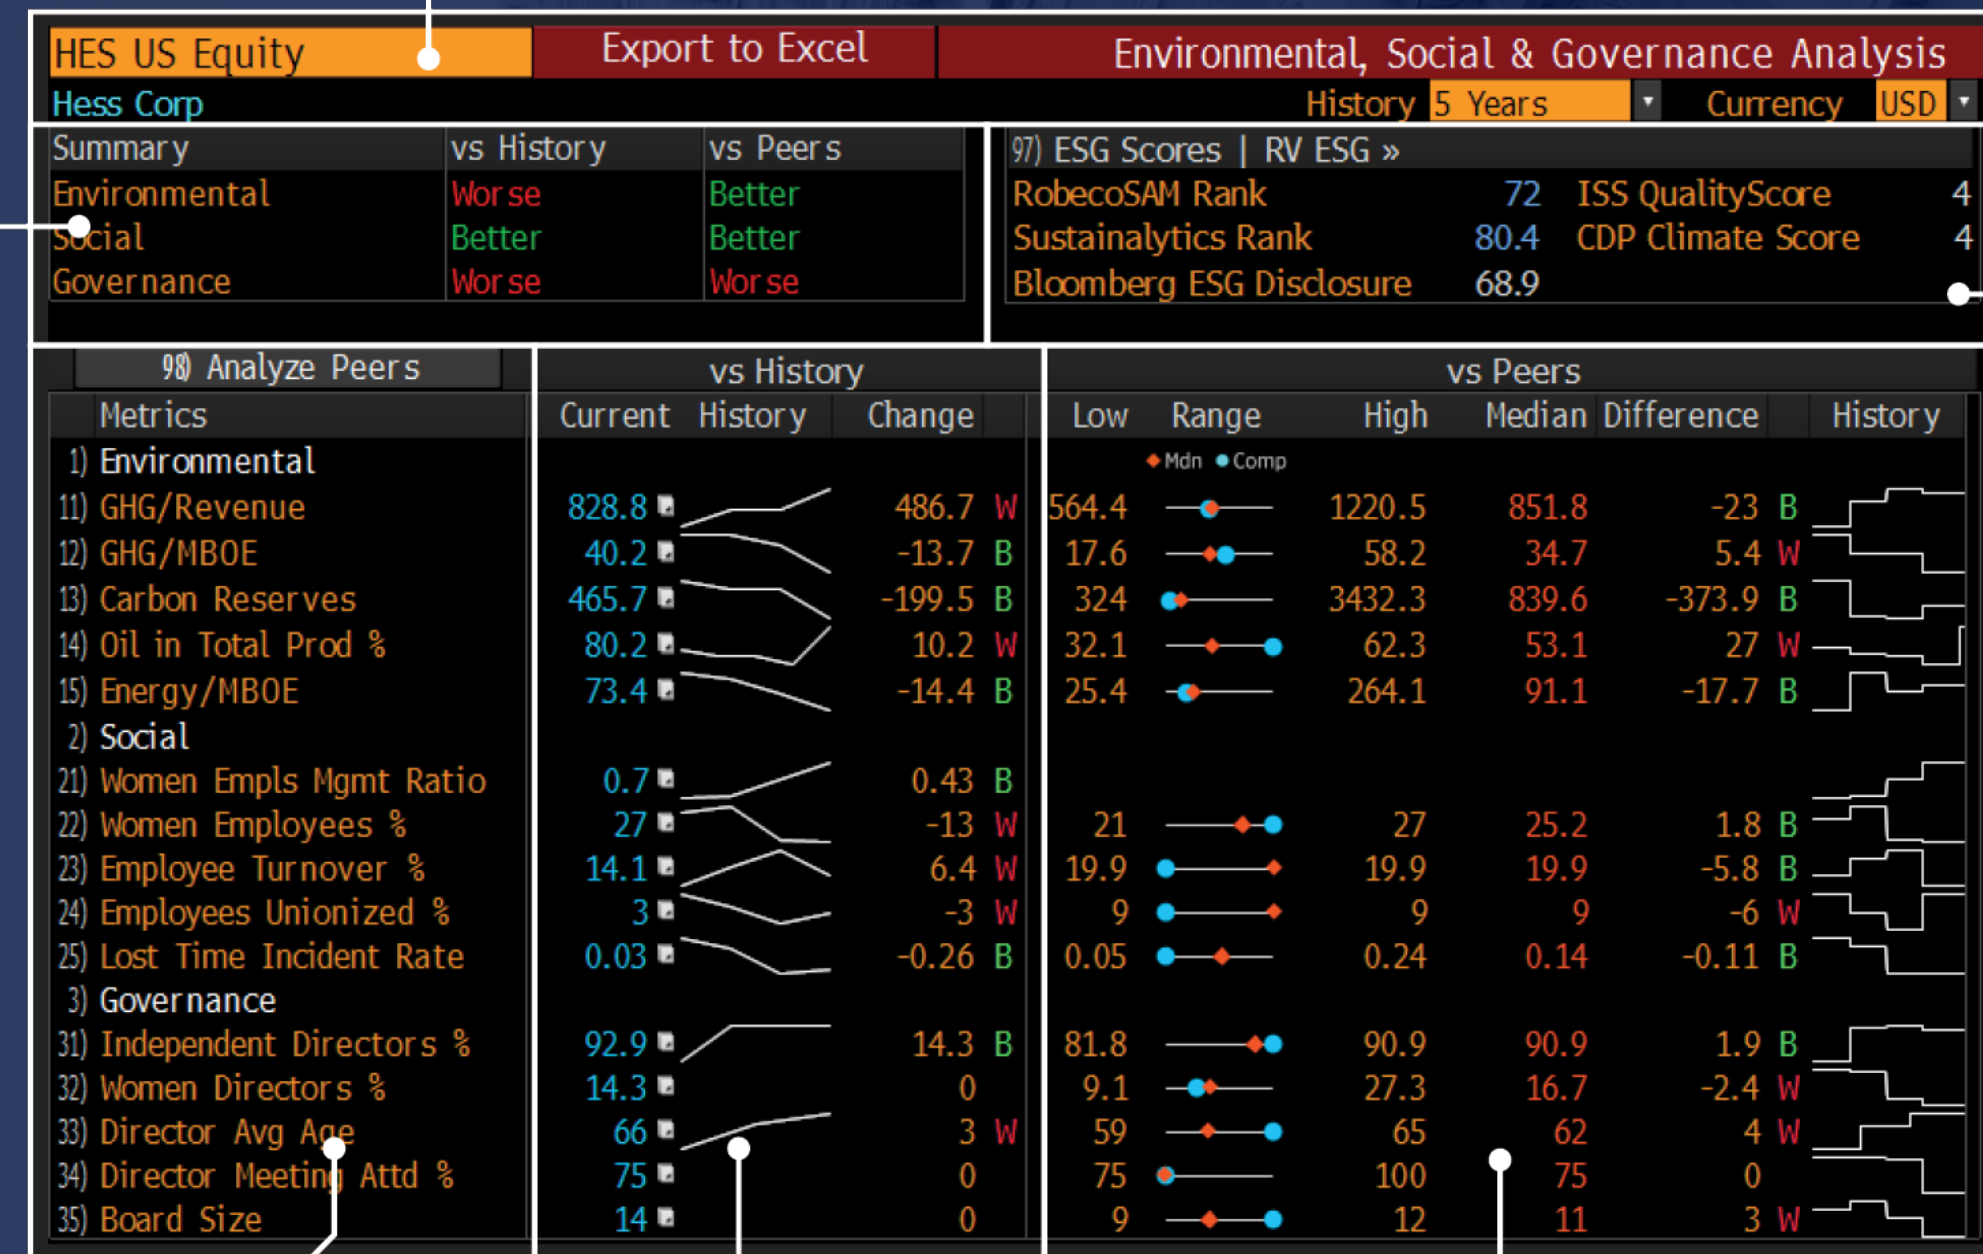 HES US Equity Export to Excel Environmental, Social & Governance Analysis
Hess Corp History 5 Years Currency USD
Summary vs History vs Peers
Environmental Worse Better
Social Better Better
Governance Worse Worse
97) ESG Scores | RV ESG »
RobecoSAM Rank 72 ISS QualityScore 4
Sustainalytics Rank 80.4 CDP Climate Score 4
Bloomberg ESG Disclosure 68.9
98) Analyze Peers vs History vs Peers
Metrics Current History Change Low Range High Median Difference History
1) Environmental Mdn Comp
11) GHG/Revenue 828.8 486.7 W 564.4 1220.5 851.8 -23 B
12) GHG/MBOE 40.2 -13.7 B 17.6 58.2 34.7 5.4 W
13) Carbon Reserves 465.7 -199.5 B 324 3432.3 839.6 -373.9 B
14) Oil in Total Prod % 80.2 10.2 W 32.1 62.3 53.1 27 W
15) Energy/MBOE 73.4 -14.4 B 25.4 264.1 91.1 -17.7 B
2) Social
21) Women Empls Mgmt Ratio 0.7 0.43 B
22) Women Employees % 27 -13 W 21 27 25.2 1.8 B
23) Employee Turnover % 14.1 6.4 W 19.9 19.9 19.9 -5.8 B
24) Employees Unionized % 3 -3 W 9 9 9 -6 W
25) Lost Time Incident Rate 0.03 -0.26 B 0.05 0.24 0.14 -0.11 B
3) Governance
31) Independent Directors % 92.9 14.3 B 81.8 90.9 90.9 1.9 B
32) Women Directors % 14.3 0 9.1 27.3 16.7 -2.4 W
33) Director Avg Age 66 3 W 59 65 62 4 W
34) Director Meeting Attd % 75 0 75 100 75 0
35) Board Size 14 0 9 12 11 3 W